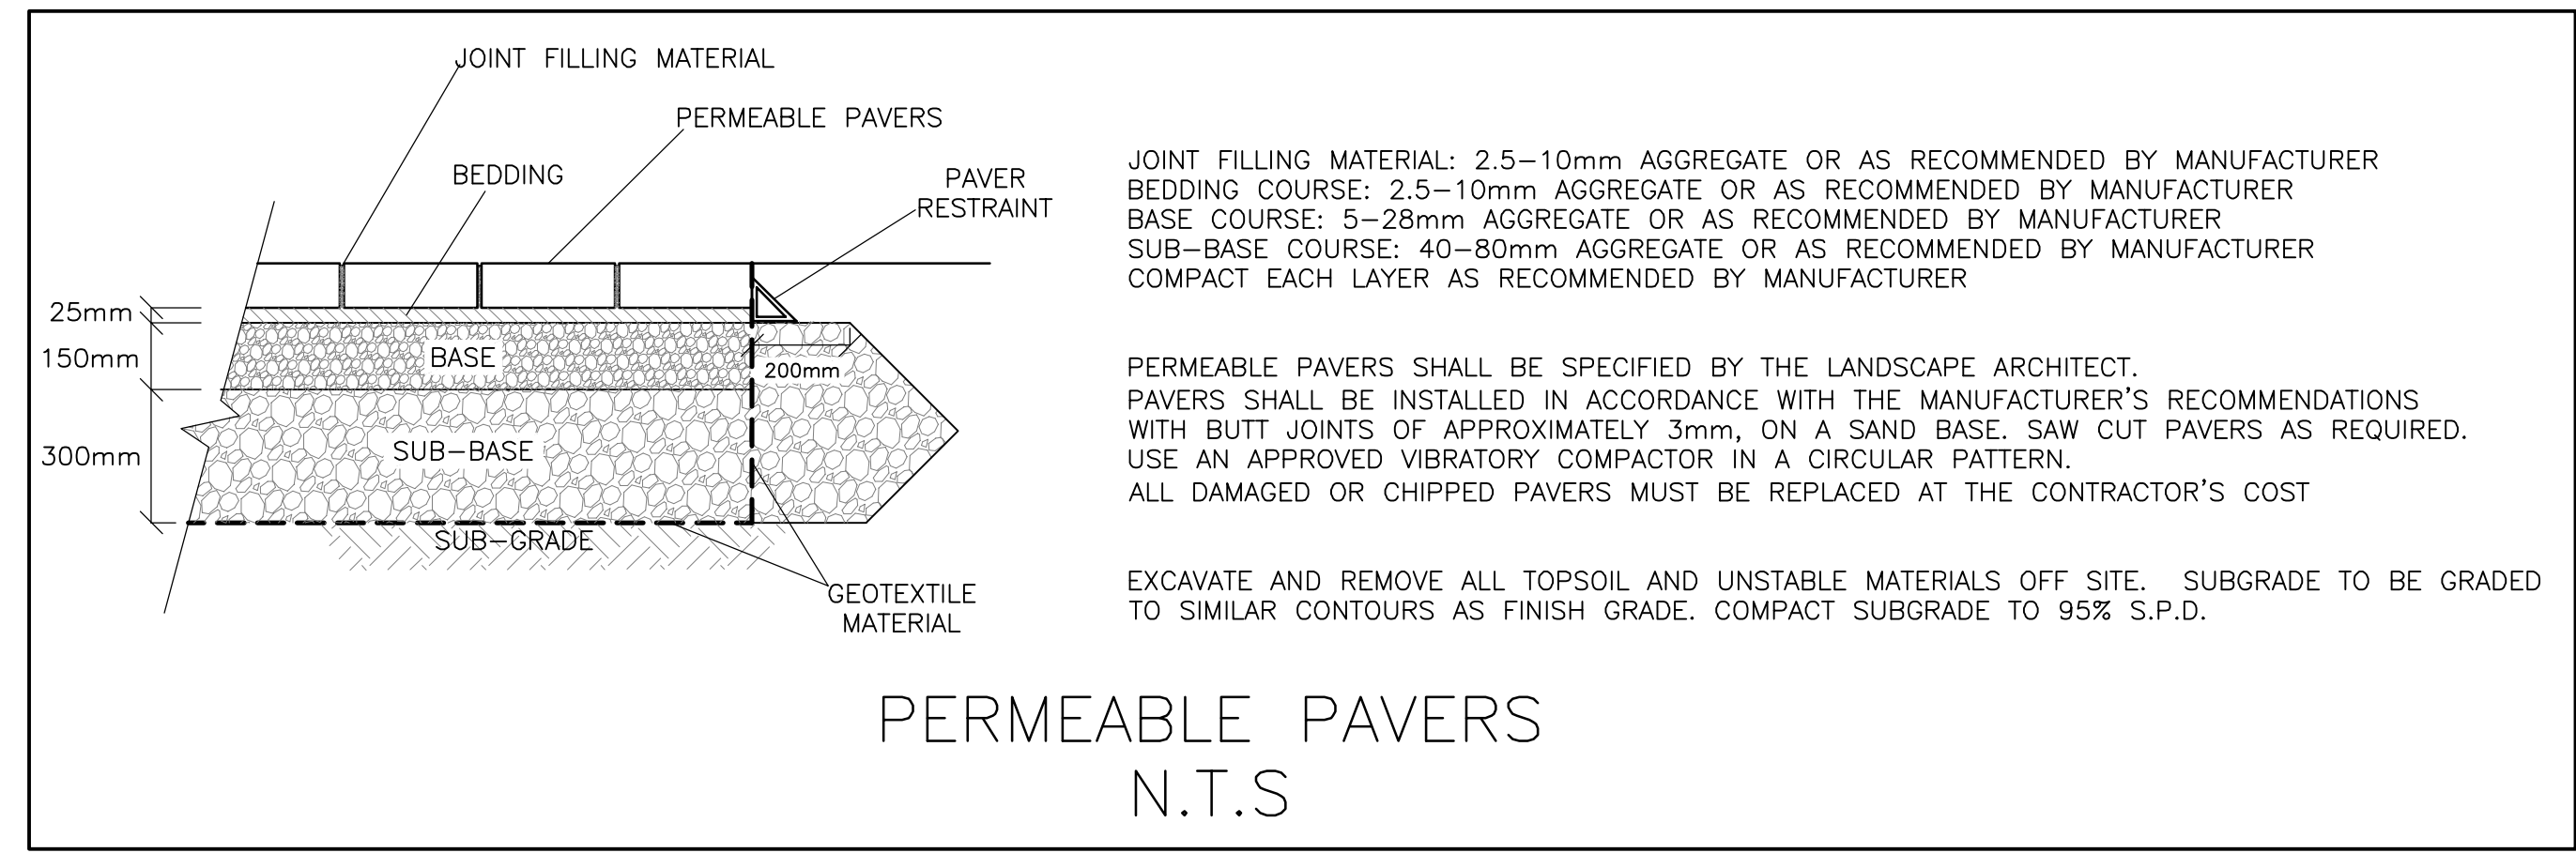 JOINT FILLING MATERIAL
PERMEABLE PAVERS
BEDDING
PAVER
RESTRAINT
25mm
150mm
BASE
200mm
300mm
SUB-BASE
SUB-GRADE
GEOTEXTILE
MATERIAL
JOINT FILLING MATERIAL: 2.5-10mm AGGREGATE OR AS RECOMMENDED BY MANUFACTURER
BEDDING COURSE: 2.5-10mm AGGREGATE OR AS RECOMMENDED BY MANUFACTURER
BASE COURSE: 5-28mm AGGREGATE OR AS RECOMMENDED BY MANUFACTURER
SUB-BASE COURSE: 40-80mm AGGREGATE OR AS RECOMMENDED BY MANUFACTURER
COMPACT EACH LAYER AS RECOMMENDED BY MANUFACTURER
PERMEABLE PAVERS SHALL BE SPECIFIED BY THE LANDSCAPE ARCHITECT.
PAVERS SHALL BE INSTALLED IN ACCORDANCE WITH THE MANUFACTURER'S RECOMMENDATIONS
WITH BUTT JOINTS OF APPROXIMATELY 3mm, ON A SAND BASE. SAW CUT PAVERS AS REQUIRED.
USE AN APPROVED VIBRATORY COMPACTOR IN A CIRCULAR PATTERN.
ALL DAMAGED OR CHIPPED PAVERS MUST BE REPLACED AT THE CONTRACTOR'S COST
EXCAVATE AND REMOVE ALL TOPSOIL AND UNSTABLE MATERIALS OFF SITE. SUBGRADE TO BE GRADED
TO SIMILAR CONTOURS AS FINISH GRADE. COMPACT SUBGRADE TO 95% S.P.D.
PERMEABLE PAVERS
N.T.S